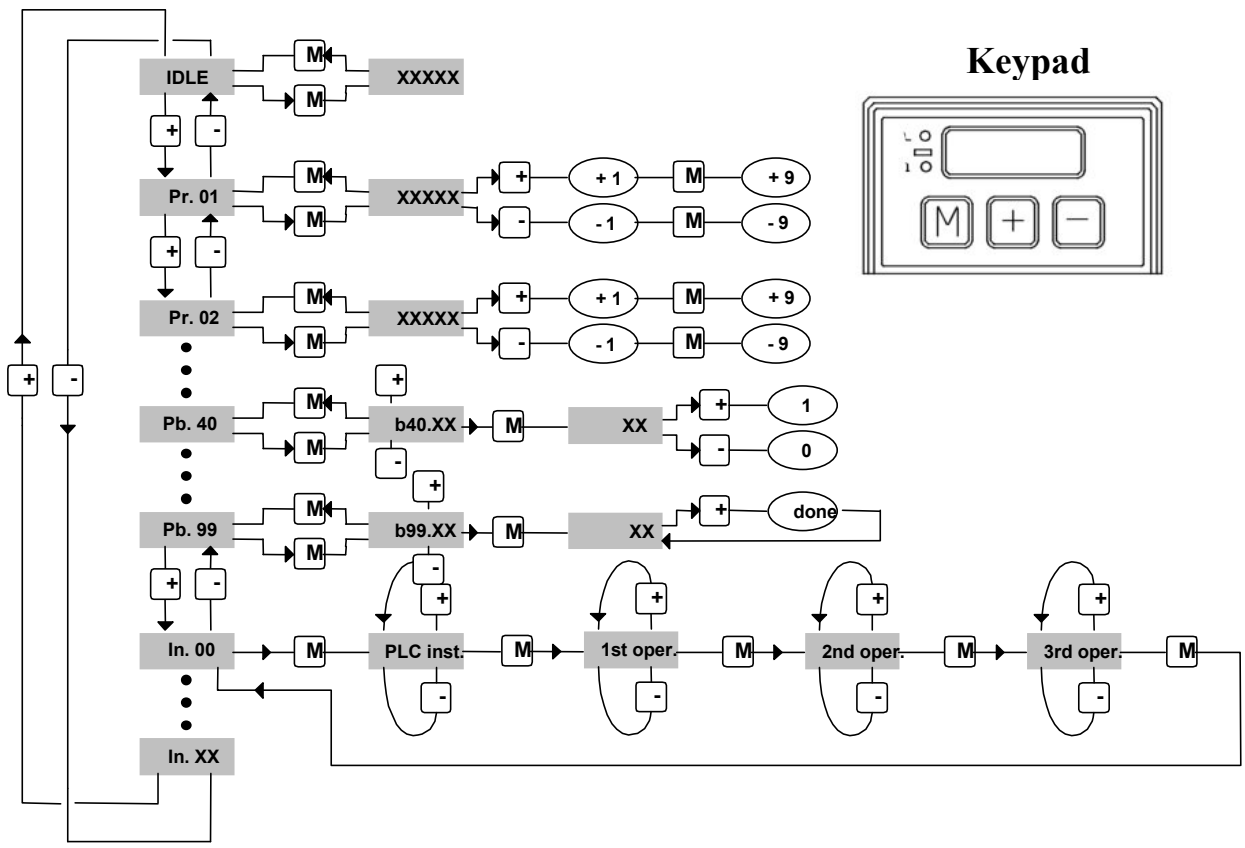 Keypad
M
IDLE XXXXX
M
+ -
M + +1 M +9
Pr. 01 XXXXX
M - -1 M -9
+ -
M + +1 M +9
Pr. 02 XXXXX
M - -1 M -9
+ -
+
M + 1
Pb. 40 b40.XX M XX
M - 0
-
+
M + done
Pb. 99 b99.XX M XX
M
-
+ - + + + +
In. 00 M PLC inst. M 1st oper. M 2nd oper. M 3rd oper. M
- - - -
In. XX
M + -